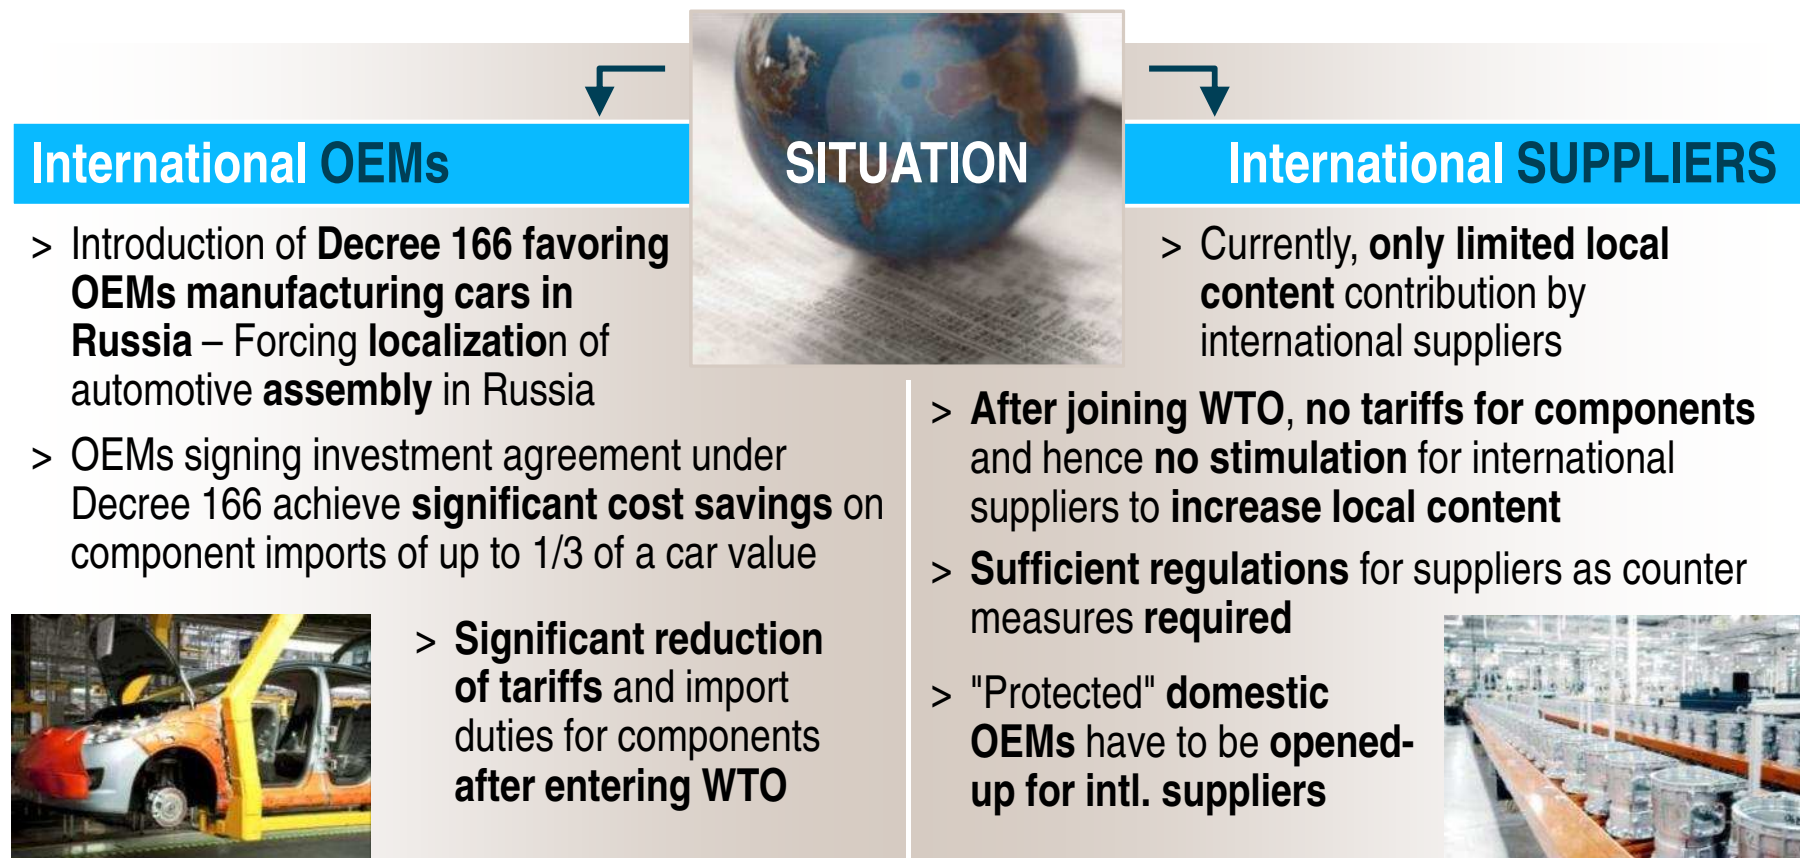 SITUATION
International OEMs
> Introduction of Decree 166 favoring
OEMs manufacturing cars in
Russia – Forcing localization of
automotive assembly in Russia
> OEMs signing investment agreement under
Decree 166 achieve significant cost savings on
component imports of up to 1/3 of a car value
> Significant reduction
of tariffs and import
duties for components
after entering WTO
International SUPPLIERS
> Currently, only limited local
content contribution by
international suppliers
> After joining WTO, no tariffs for components
and hence no stimulation for international
suppliers to increase local content
> Sufficient regulations for suppliers as counter
measures required
> "Protected" domestic
OEMs have to be opened-
up for intl. suppliers